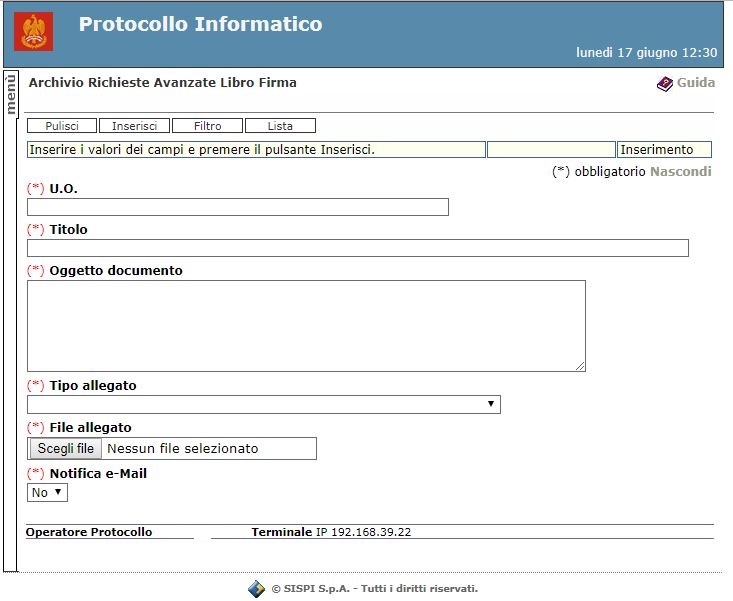 Protocollo Informatico
lunedì 17 giugno 12:30
menù
Archivio Richieste Avanzate Libro Firma
Guida
Pulisci Inserisci Filtro Lista
Inserire i valori dei campi e premere il pulsante Inserisci. Inserimento
(*) obbligatorio Nascondi
(*) U.O.
(*) Titolo
(*) Oggetto documento
(*) Tipo allegato
(*) File allegato
Scegli file Nessun file selezionato
(*) Notifica e-Mail
No
Operatore Protocollo Terminale IP 192.168.39.22
© SISPI S.p.A. - Tutti i diritti riservati.